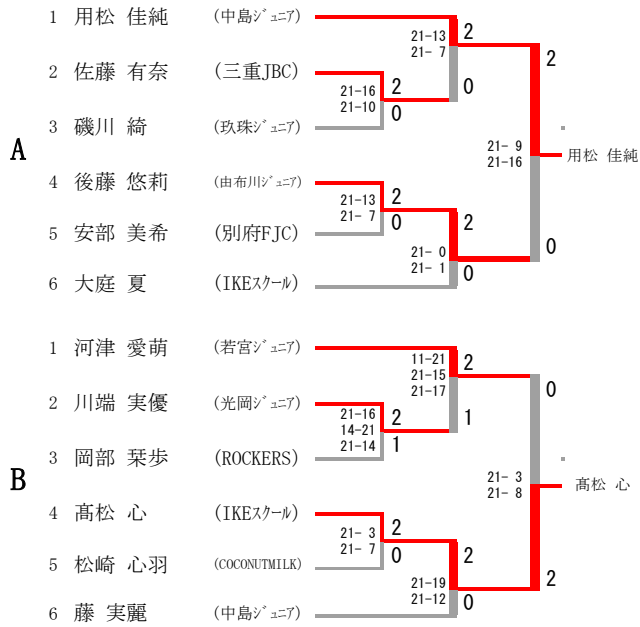 1 用松 佳純 (中島ジュニア)
21-13 2
21- 7
2 佐藤 有奈 (三重JBC)
2
21-16 2 0
21-10 0
3 磯川 綺 (玖珠ジュニア)
A
21- 9
21-16 用松 佳純
4 後藤 悠莉 (由布川ジュニア)
21-13 2
21- 7 0 2
5 安部 美希 (別府FJC)
0
21- 0
21- 1 0
6 大庭 夏 (IKEスクール)
1 河津 愛萌 (若宮ジュニア)
11-21 2
21-15
21-17
0
2 川端 実優 (光岡ジュニア)
21-16 2 1
14-21
21-14 1
3 岡部 栞歩 (ROCKERS)
B
21- 3
21- 8 髙松 心
4 髙松 心 (IKEスクール)
21- 3 2
21- 7 0 2
5 松崎 心羽 (COCONUTMILK)
2
21-19
21-12 0
6 藤 実麗 (中島ジュニア)